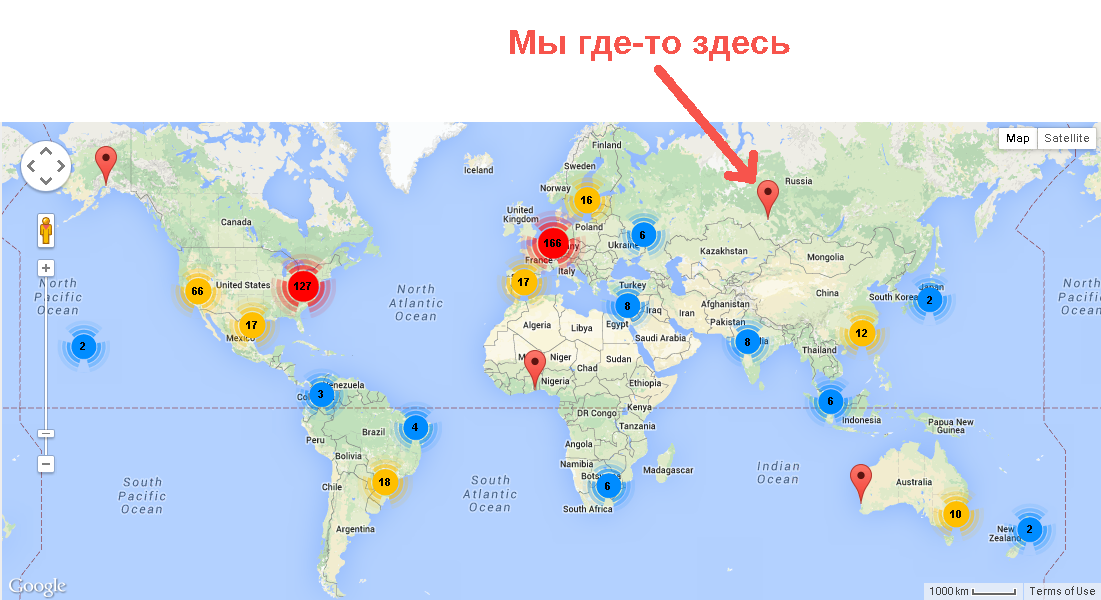 Мы где-то здесь
Map
Satellite
Finland
Iceland
Sweden
Russia
Norway
16
Canada
United
Kingdom
Poland
6
166
Ukraine
France
Kazakhstan
Mongolia
Italy
North
Pacific
Ocean
66
United States
127
North
Atlantic
Ocean
17
Turkey
China
South Korea
Japan
2
North
Pacific
Ocean
8
Iraq
Iran
Afghanistan
Pakistan
17
Mexico
Algeria
Libya
Egypt
Saudi Arabia
8
12
2
Thailand
Niger
Chad
Sudan
Nigeria
Ethiopia
3
Venezuela
6
Kenya
DR Congo
Tanzania
Indonesia
Papua New
Guinea
4
Brazil
Peru
Angola
Bolivia
18
Namibia
Botswana
6
Madagascar
Indian
Ocean
Australia
South
Pacific
Ocean
South
Atlantic
Ocean
Chile
South Africa
10
Argentina
New
Zealand
2
Google
1000 km
Terms of Use